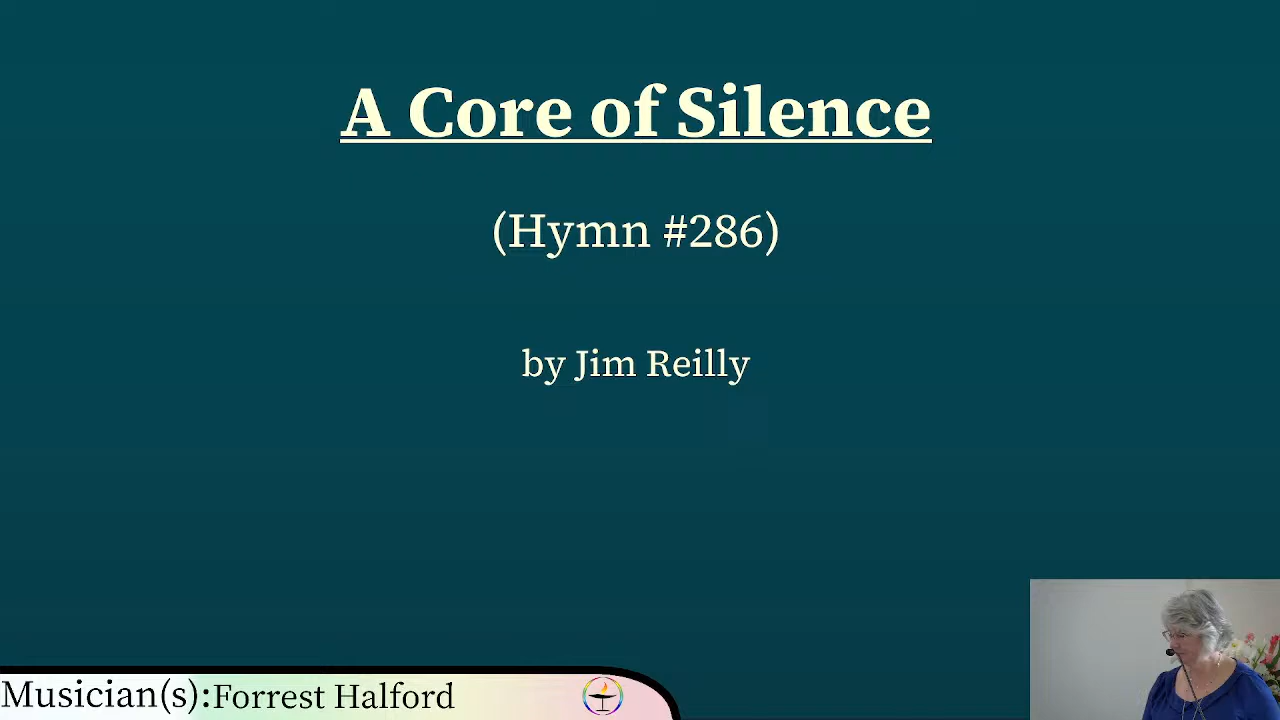 A Core of Silence
(Hymn #286)
by Jim Reilly
Musician(s):Forrest Halford